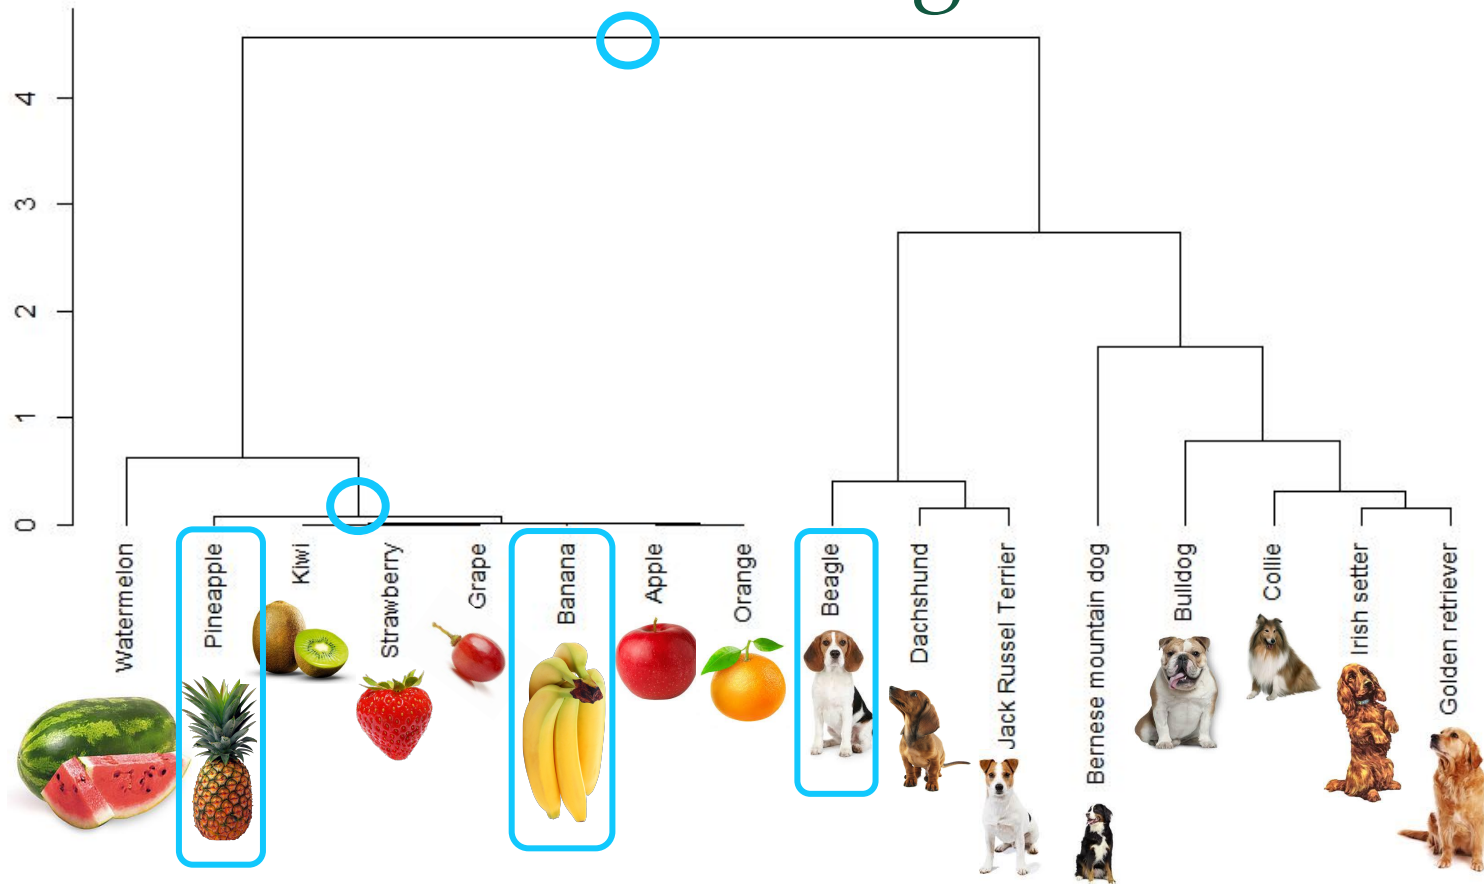 4
3
2
1
0
Watermelon
Pineapple
Kiwi
Strawberry
Grape
Banana
Apple
Orange
Beagle
Dachshund
Jack Russel Terrier
Bernese mountain dog
Bulldog
Collie
Irish setter
Golden retriever